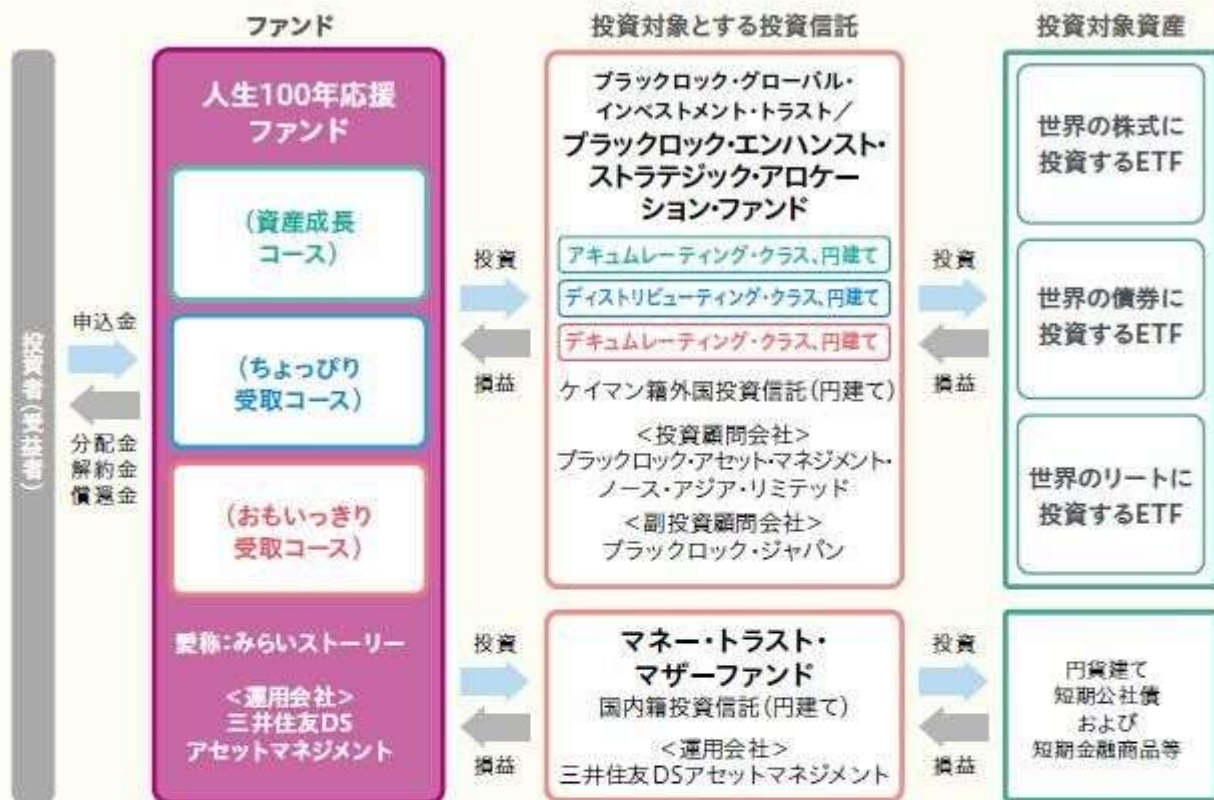 ファンド
投資対象とする投資信託
投資対象資産
投資者(受益者)
申込金
分配金
解約金
償還金
人生100年応援
ファンド
(資産成長
コース)
(ちょっぴり
受取コース)
(おもいっきり
受取コース)
愛称:みらいストーリー
<運用会社>
三井住友DS
アセットマネジメント
投資
損益
ブラックロック・グローバル・
インベストメント・トラスト/
ブラックロック・エンハンスト・
ストラテジック・アロケー
ション・ファンド
アキュムレーティング・クラス、円建て
ディストリビューティング・クラス、円建て
デキュムレーティング・クラス、円建て
ケイマン籍外国投資信託(円建て)
<投資顧問会社>
ブラックロック・アセット・マネジメント・
ノース・アジア・リミテッド
<副投資顧問会社>
ブラックロック・ジャパン
投資
損益
世界の株式に
投資するETF
世界の債券に
投資するETF
世界のリートに
投資するETF
投資
損益
マネー・トラスト・
マザーファンド
国内籍投資信託(円建て)
<運用会社>
三井住友DSアセットマネジメント
投資
損益
円貨建て
短期公社債
および
短期金融商品等